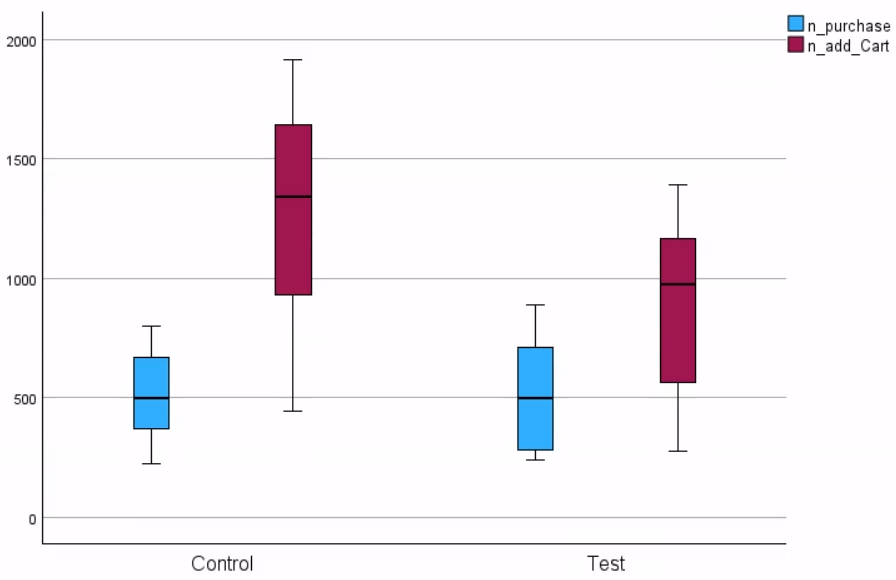 n_purchase
n_add_Cart
2000
1500
1000
500
0
Control
Test